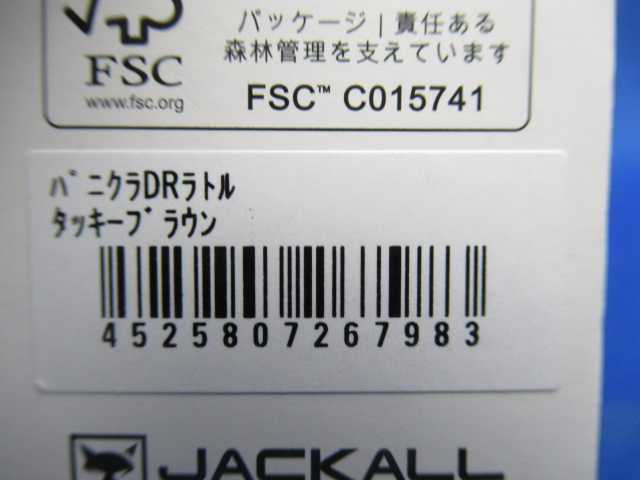 FSC
www.fsc.org
パッケージ | 責任ある
森林管理を支えています
FSC™ C015741
パニクラDRラトル
タッキーブラウン
4525807267983
JACKALL